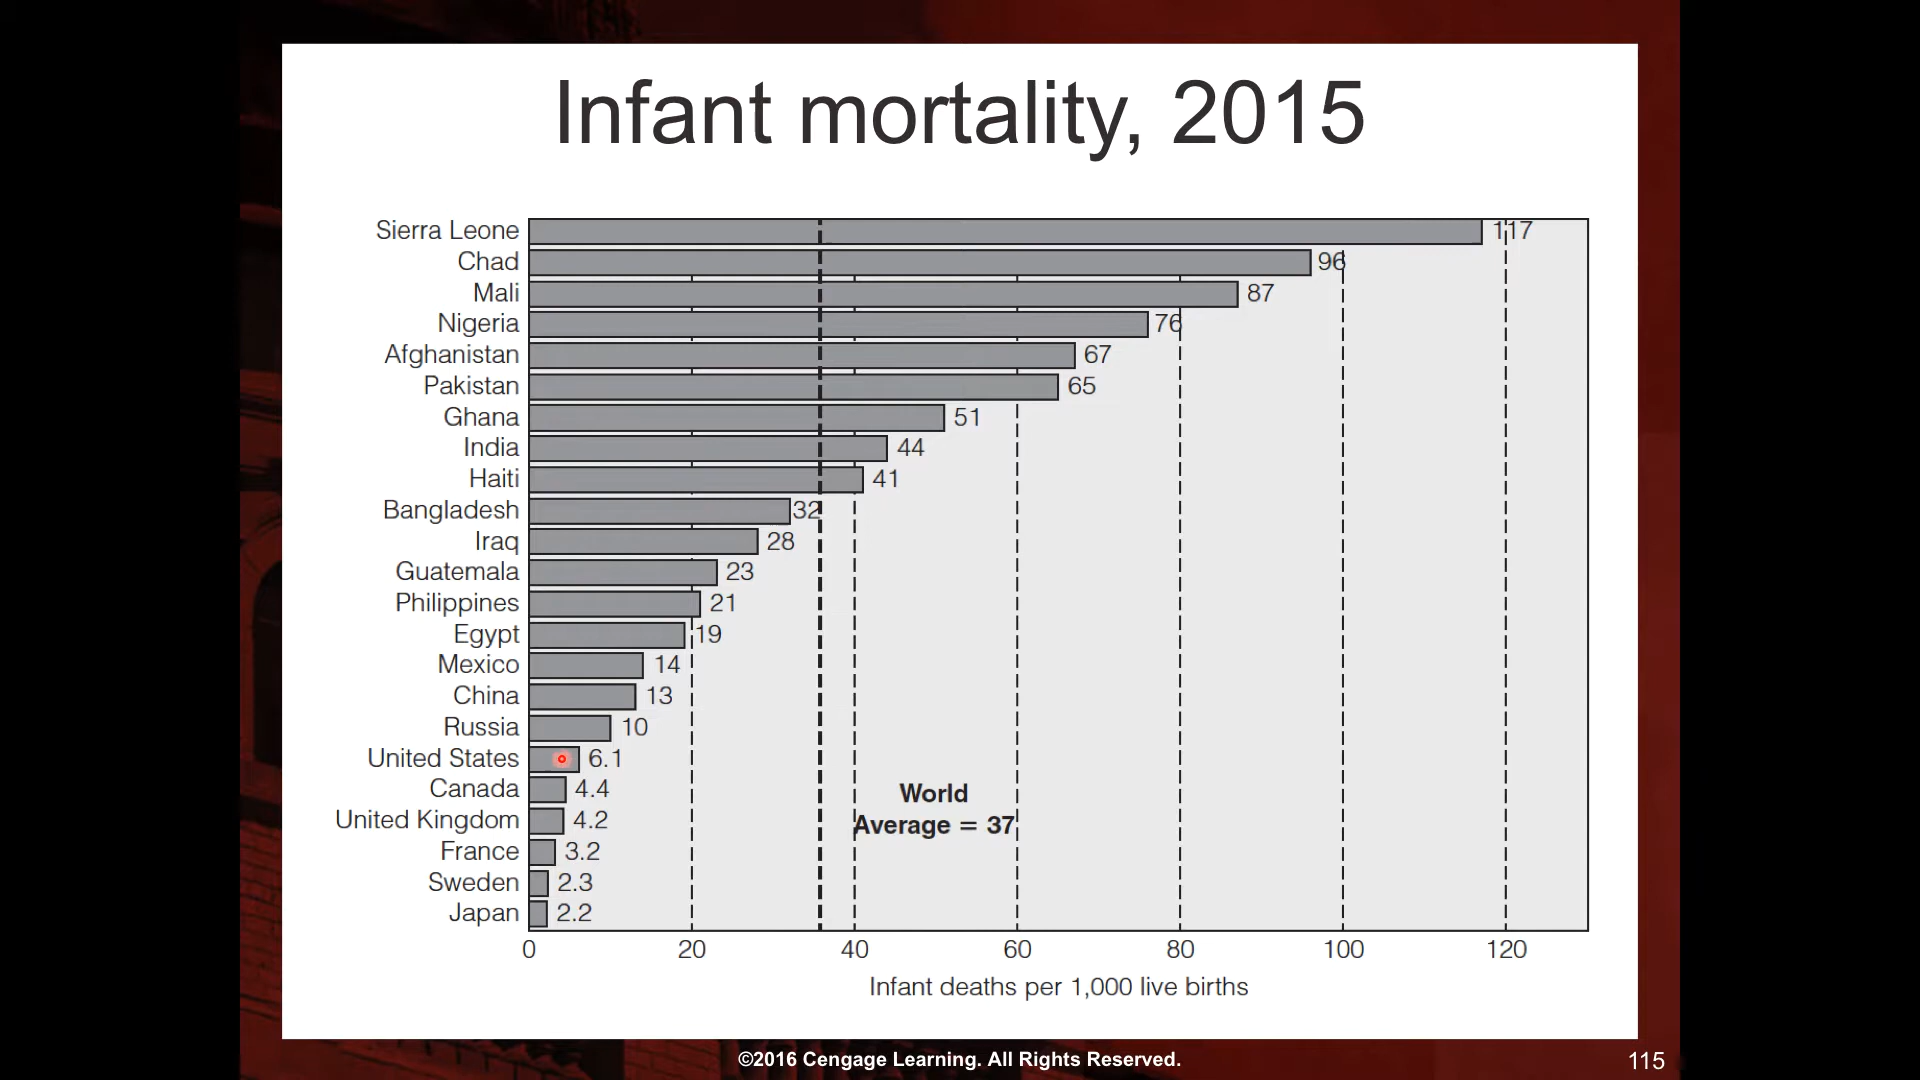 Infant mortality, 2015
Sierra Leone 117
Chad 96
Mali 87
Nigeria 76
Afghanistan 67
Pakistan 65
Ghana 51
India 44
Haiti 41
Bangladesh 32
Iraq 28
Guatemala 23
Philippines 21
Egypt 19
Mexico 14
China 13
Russia 10
United States 6.1
Canada 4.4
United Kingdom 4.2
France 3.2
Sweden 2.3
Japan 2.2
World
Average = 37
0 20 40 60 80 100 120
Infant deaths per 1,000 live births
©2016 Cengage Learning. All Rights Reserved.
115